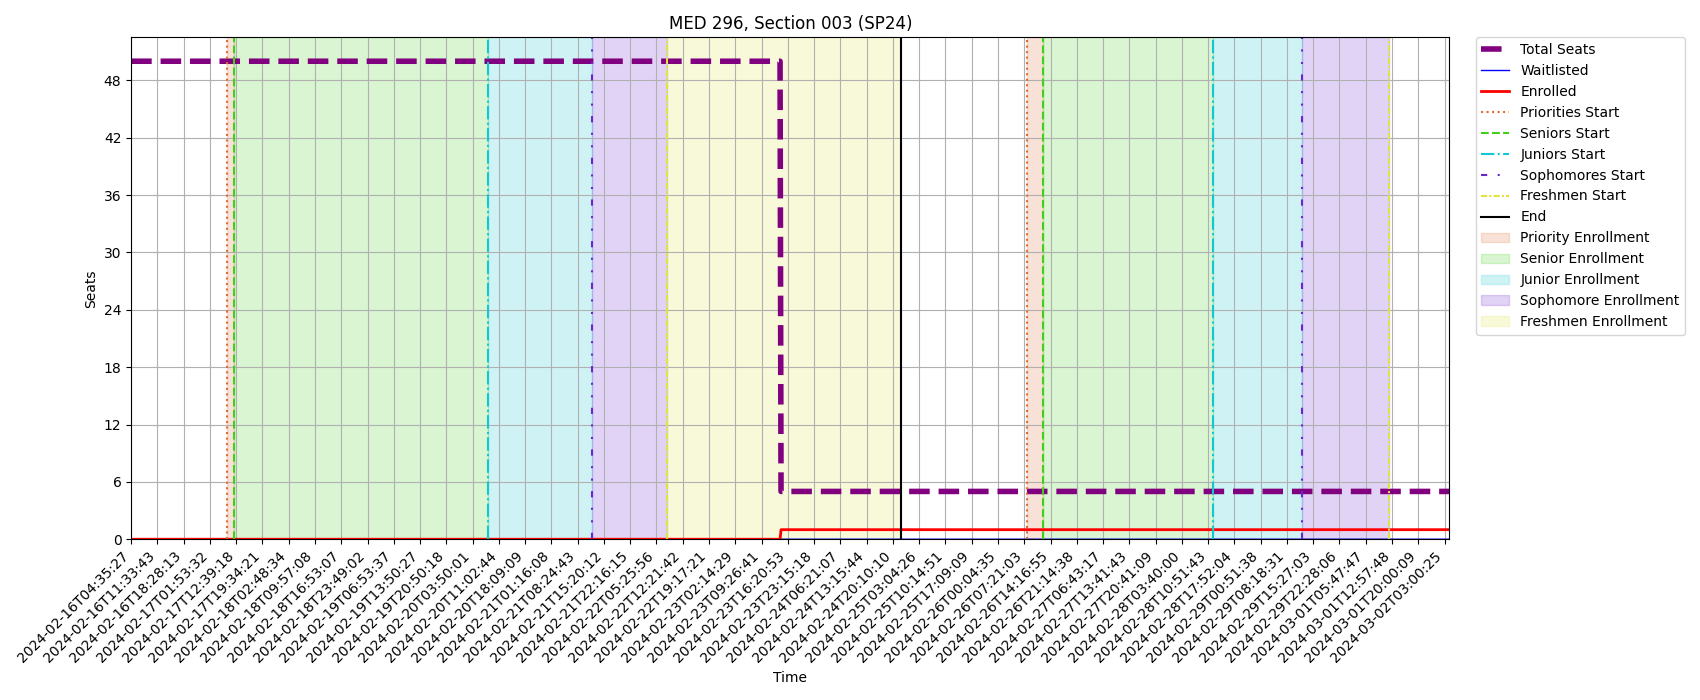 MED 296, Section 003 (SP24)
Seats
48
42
36
30
24
18
12
6
0
2024-02-16T04:35:27
2024-02-16T11:33:43
2024-02-16T18:28:13
2024-02-17T01:53:32
2024-02-17T12:39:18
2024-02-17T19:34:21
2024-02-18T02:48:34
2024-02-18T09:57:08
2024-02-18T16:53:07
2024-02-18T23:49:02
2024-02-19T06:53:37
2024-02-19T13:50:27
2024-02-19T20:50:18
2024-02-20T03:50:01
2024-02-20T11:02:44
2024-02-20T18:09:09
2024-02-21T01:16:08
2024-02-21T08:24:43
2024-02-21T15:20:12
2024-02-21T22:16:15
2024-02-22T05:25:56
2024-02-22T12:21:42
2024-02-22T19:17:21
2024-02-23T02:14:29
2024-02-23T09:26:41
2024-02-23T16:20:53
2024-02-23T23:15:18
2024-02-24T06:21:07
2024-02-24T13:15:44
2024-02-24T20:10:10
2024-02-25T03:04:26
2024-02-25T10:14:51
2024-02-25T17:09:09
2024-02-26T00:04:35
2024-02-26T07:21:03
2024-02-26T14:16:55
2024-02-26T21:14:38
2024-02-27T06:43:17
2024-02-27T13:41:43
2024-02-27T20:41:09
2024-02-28T03:40:00
2024-02-28T10:51:43
2024-02-28T17:52:04
2024-02-29T00:51:38
2024-02-29T08:18:31
2024-02-29T15:27:03
2024-02-29T22:28:06
2024-03-01T05:47:47
2024-03-01T12:57:48
2024-03-01T20:00:09
2024-03-02T03:00:25
Time
Total Seats
Waitlisted
Enrolled
Priorities Start
Seniors Start
Juniors Start
Sophomores Start
Freshmen Start
End
Priority Enrollment
Senior Enrollment
Junior Enrollment
Sophomore Enrollment
Freshmen Enrollment